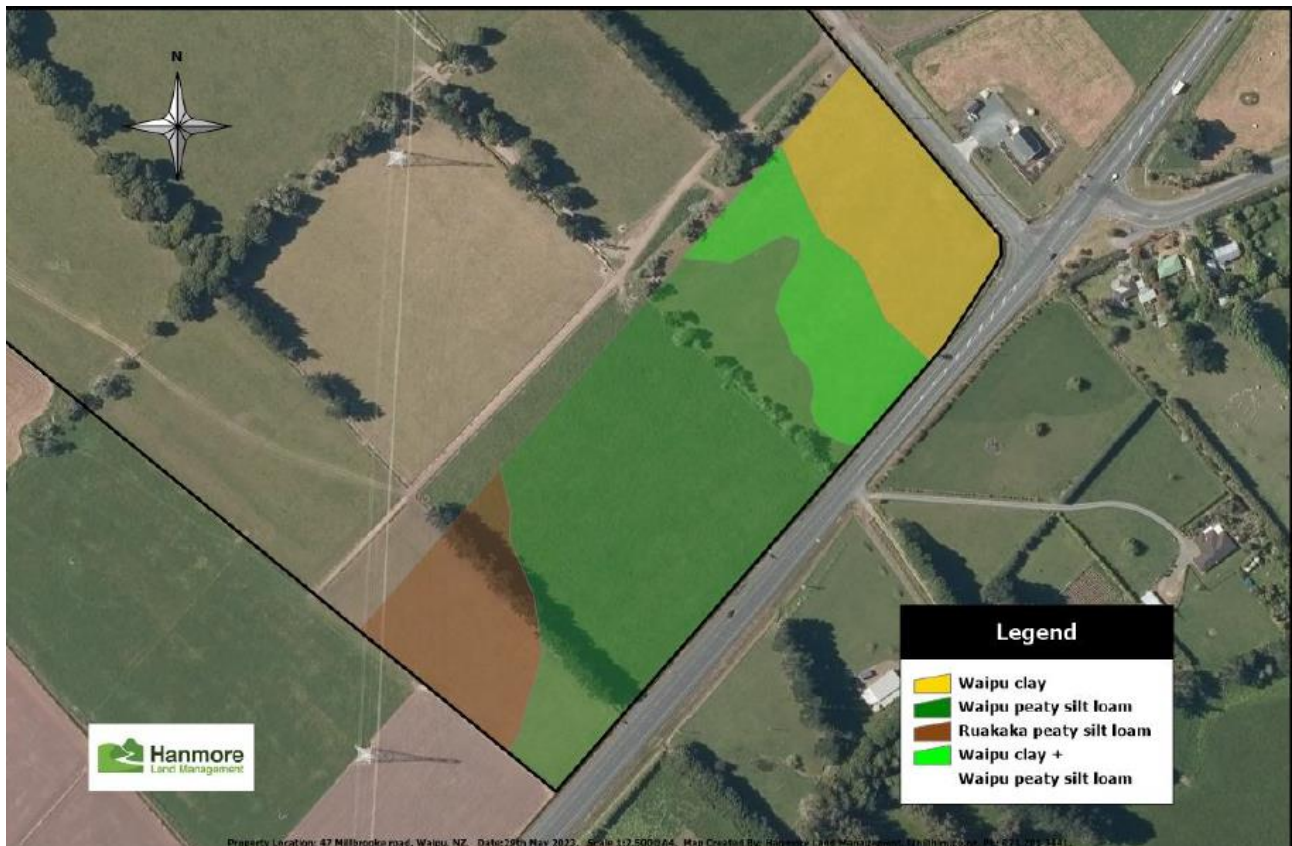 N
Legend
Waipu clay
Waipu peaty silt loam
Ruakaka peaty silt loam
Waipu clay +
Waipu peaty silt loam
Hanmore
Land Management
Property Location: 47 Millbrooke road, Waipu, NZ. Date: 29th May 2022. Scale 1:2,500@A4. Map Created By: Hanmore Land Management,